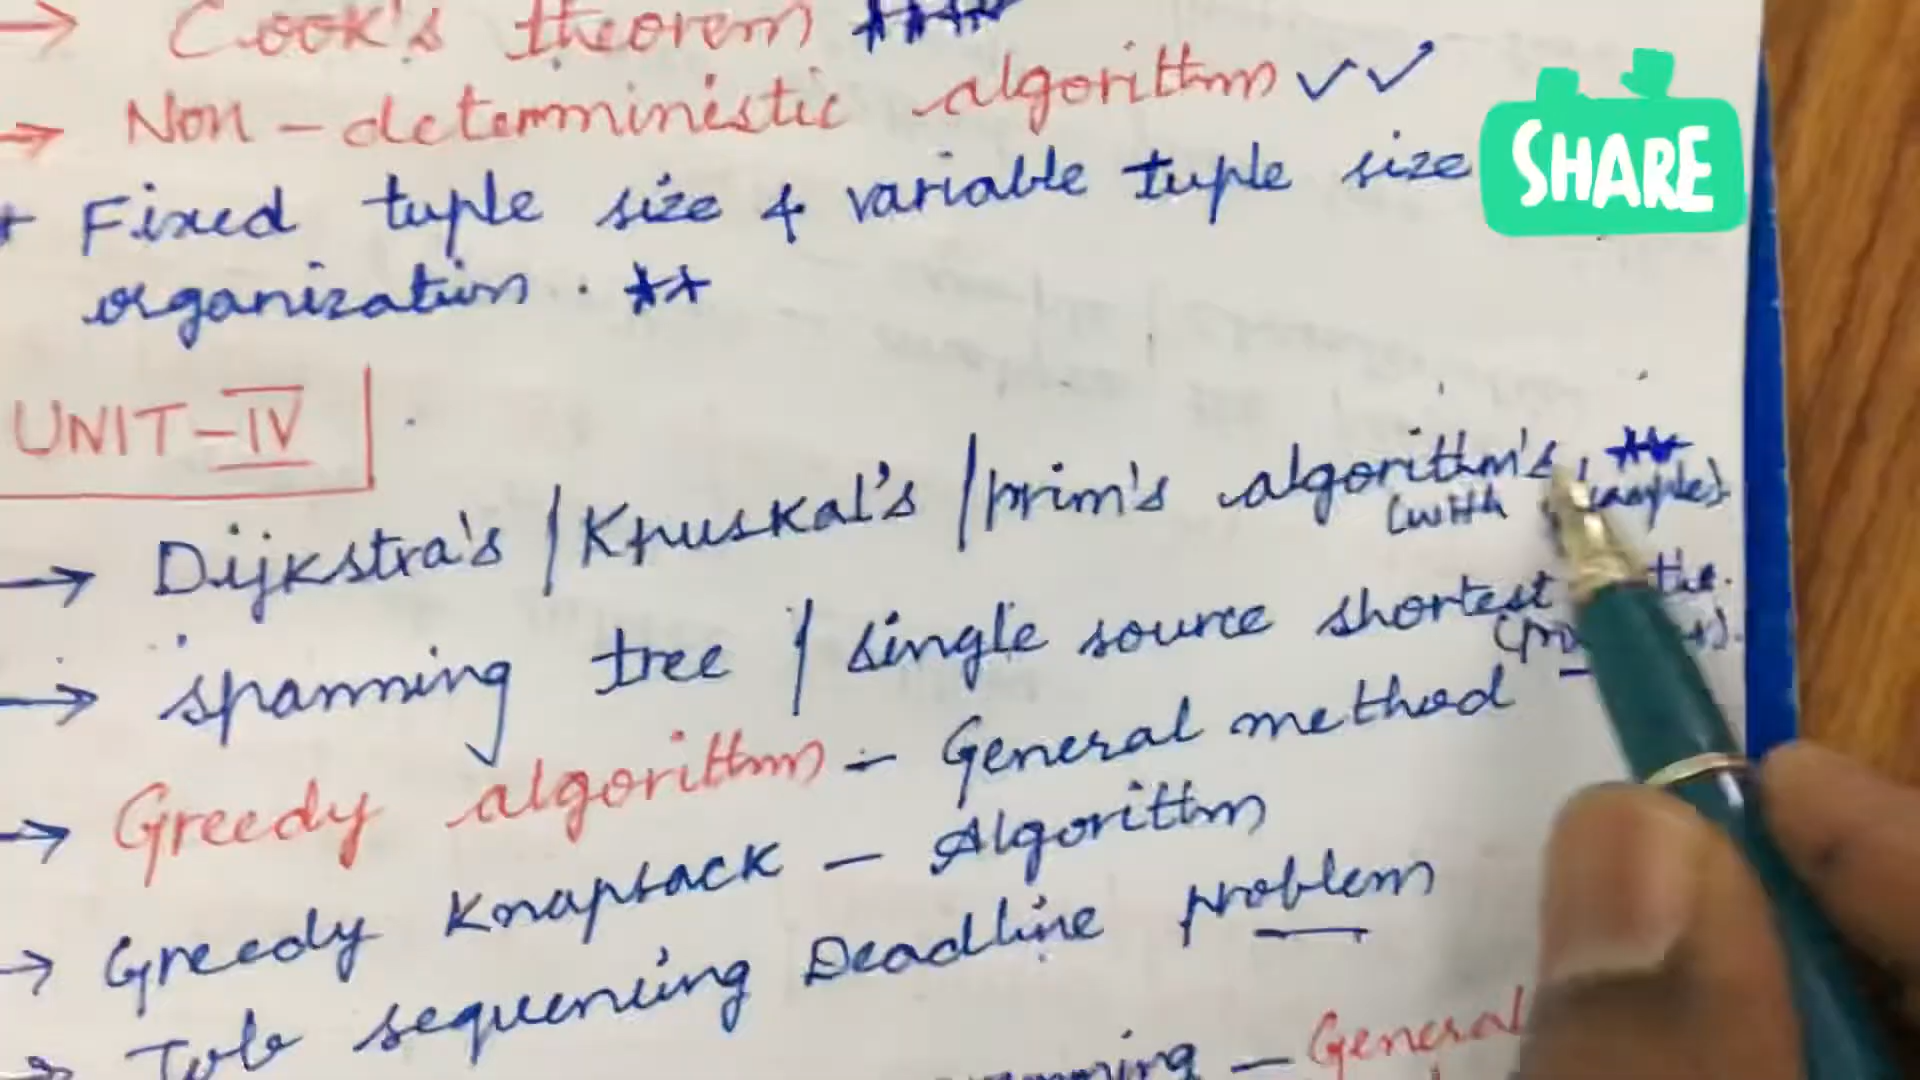 → Cook's theorem ****
→ Non-deterministic algorithm ✓✓
SHARE
* Fixed tuple size & variable tuple size
organization. **
UNIT-IV
→ Dijkstra's / Kruskal's / prim's algorithm's, **
(with
→ spanning tree / single source shortest
→ Greedy algorithm - General method
→ Greedy Knapsack - Algorithm
→ Job sequencing Deadline problem
- General